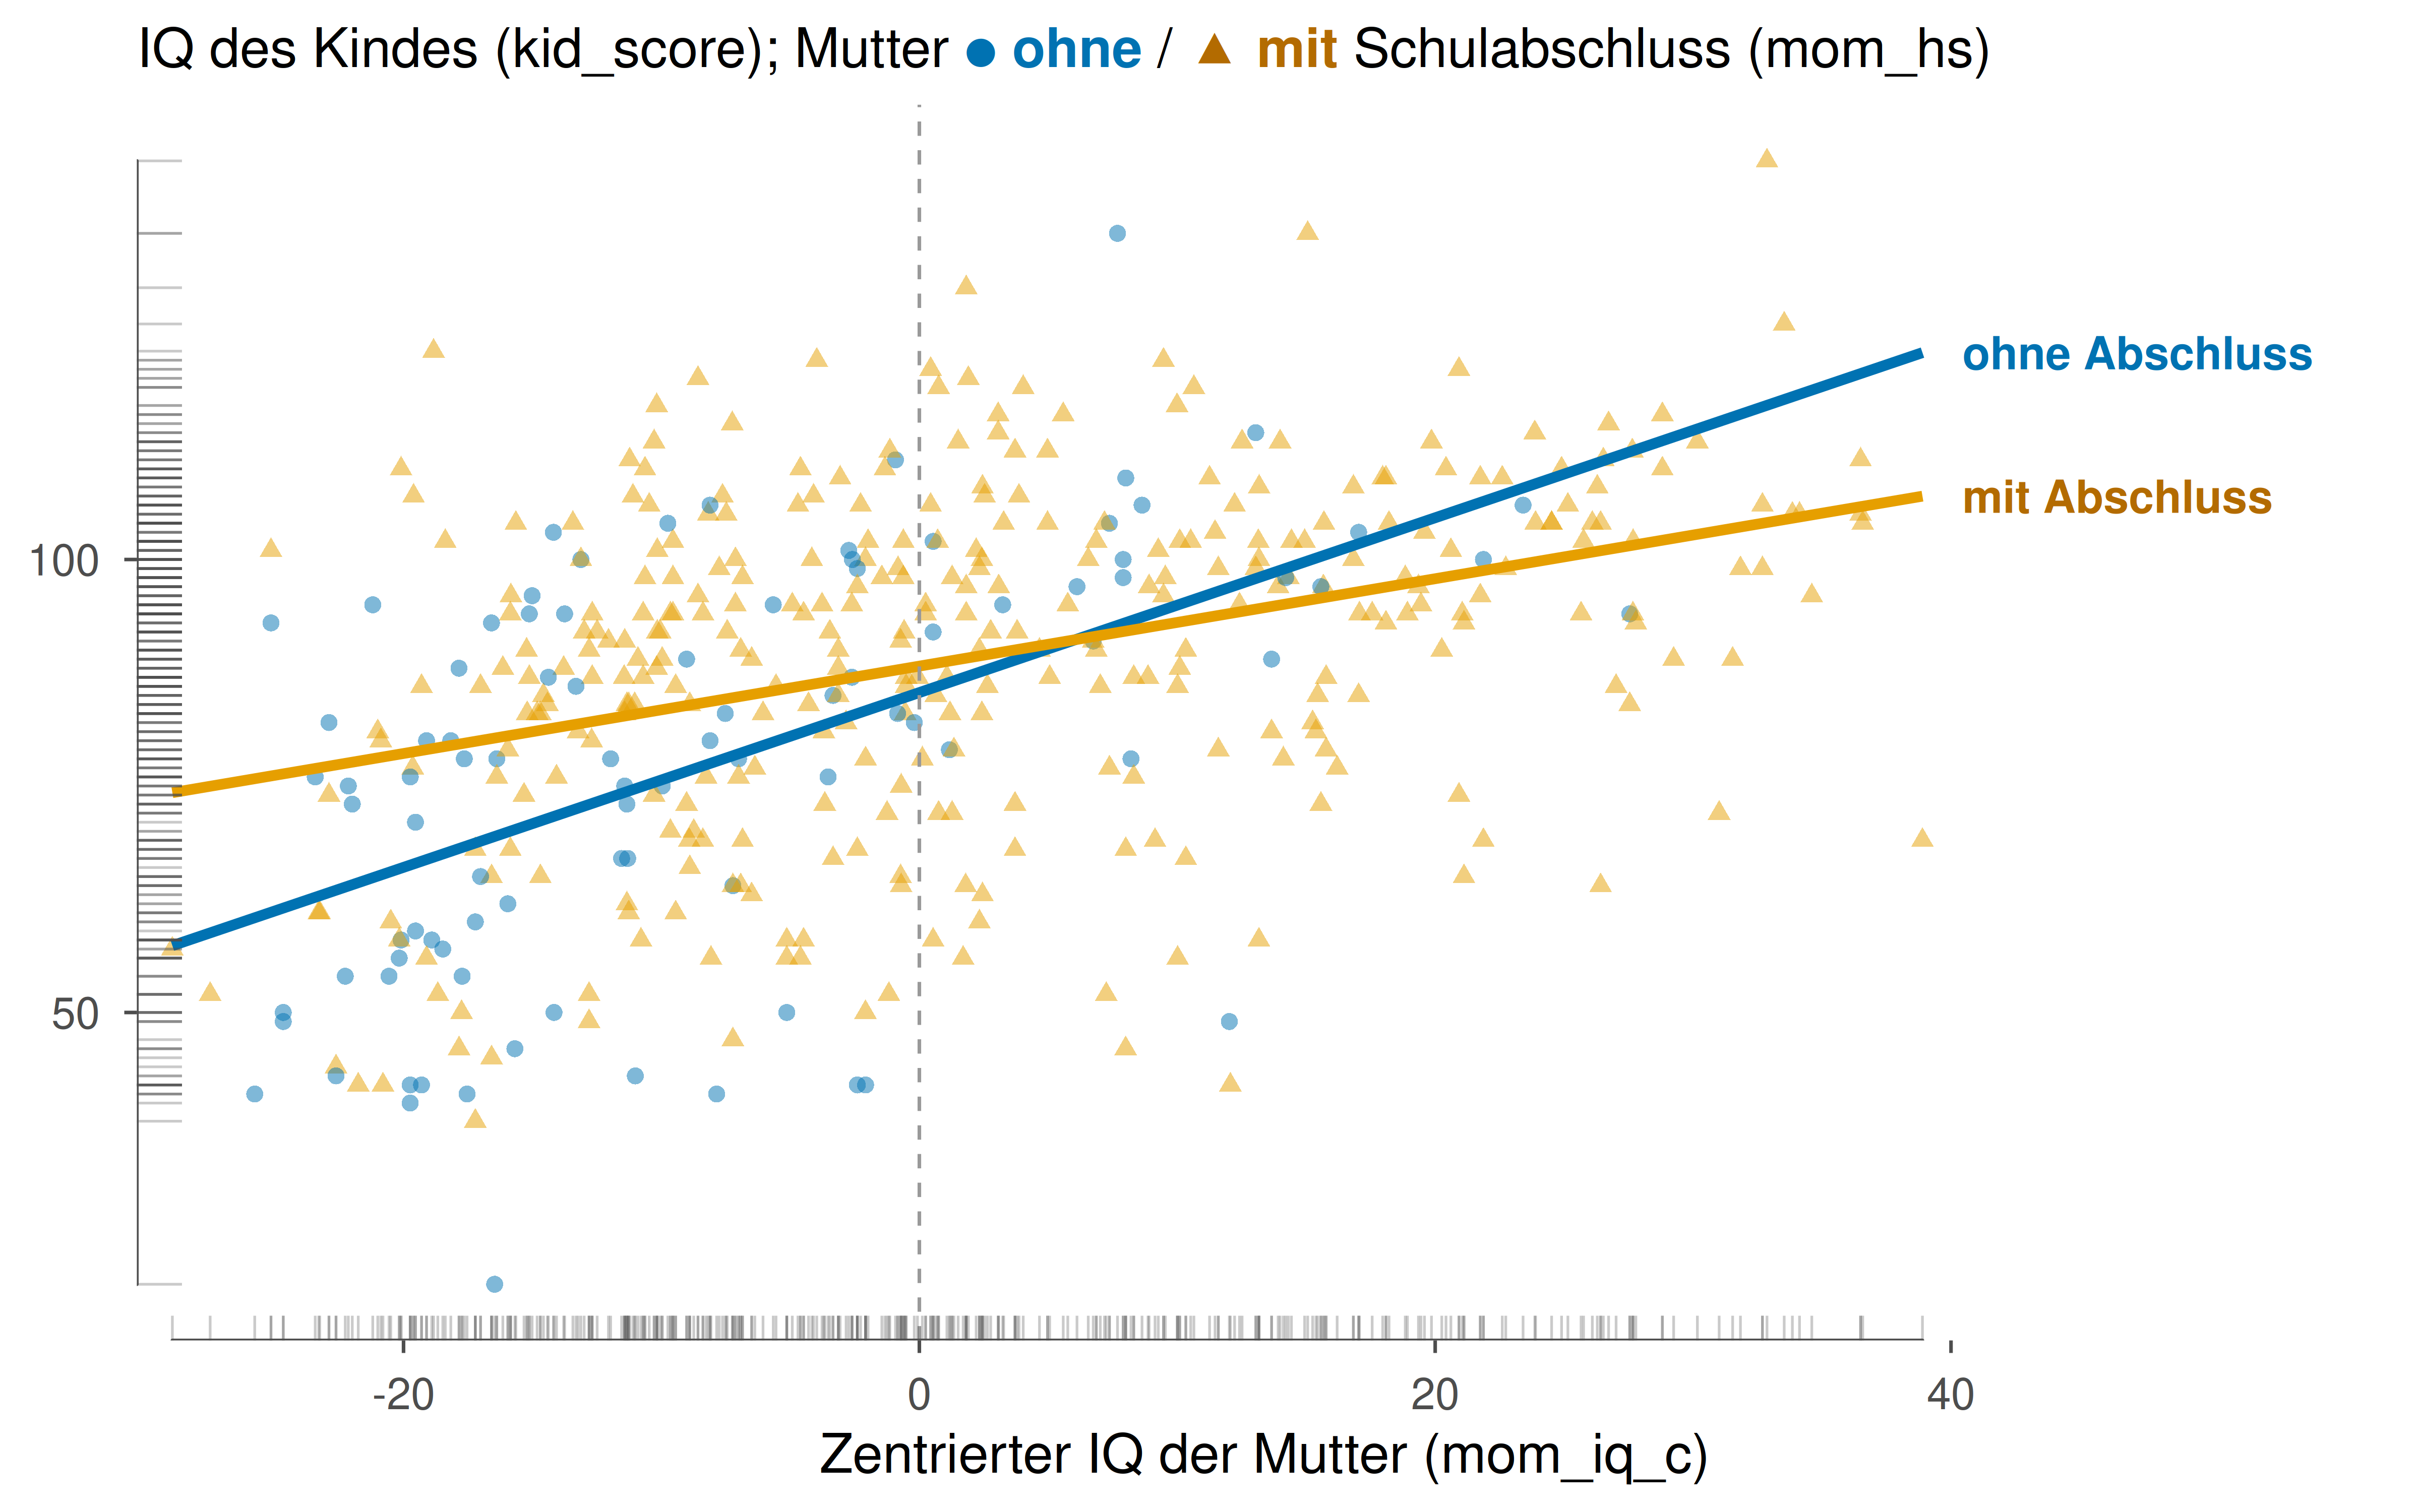 IQ des Kindes (kid_score); Mutter ● ohne / ▲ mit Schulabschluss (mom_hs)
ohne Abschluss
mit Abschluss
100
50
-20 0 20 40
Zentrierter IQ der Mutter (mom_iq_c)